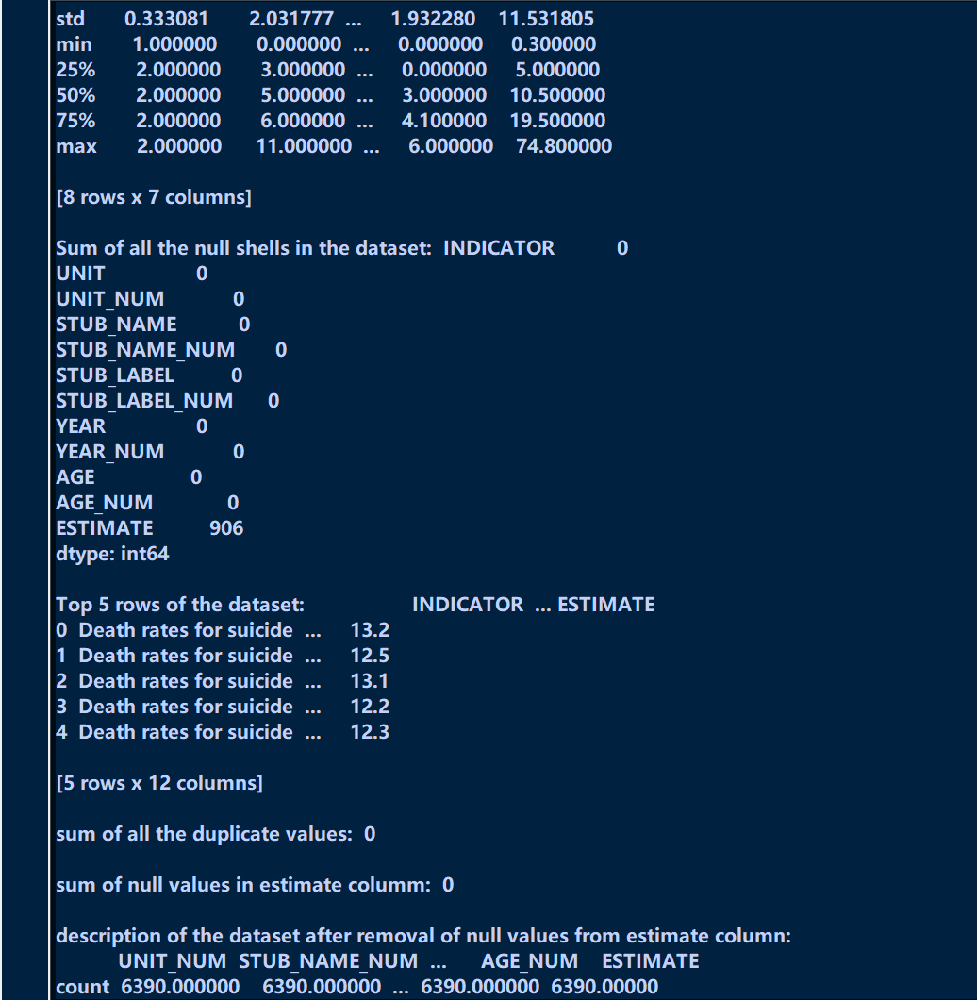 std 0.333081 2.031777 ... 1.932280 11.531805
min 1.000000 0.000000 ... 0.000000 0.300000
25% 2.000000 3.000000 ... 0.000000 5.000000
50% 2.000000 5.000000 ... 3.000000 10.500000
75% 2.000000 6.000000 ... 4.100000 19.500000
max 2.000000 11.000000 ... 6.000000 74.800000
[8 rows x 7 columns]
Sum of all the null shells in the dataset: INDICATOR 0
UNIT 0
UNIT_NUM 0
STUB_NAME 0
STUB_NAME_NUM 0
STUB_LABEL 0
STUB_LABEL_NUM 0
YEAR 0
YEAR_NUM 0
AGE 0
AGE_NUM 0
ESTIMATE 906
dtype: int64
Top 5 rows of the dataset: INDICATOR ... ESTIMATE
0 Death rates for suicide ... 13.2
1 Death rates for suicide ... 12.5
2 Death rates for suicide ... 13.1
3 Death rates for suicide ... 12.2
4 Death rates for suicide ... 12.3
[5 rows x 12 columns]
sum of all the duplicate values: 0
sum of null values in estimate columm: 0
description of the dataset after removal of null values from estimate column:
UNIT_NUM STUB_NAME_NUM ... AGE_NUM ESTIMATE
count 6390.000000 6390.000000 ... 6390.000000 6390.00000